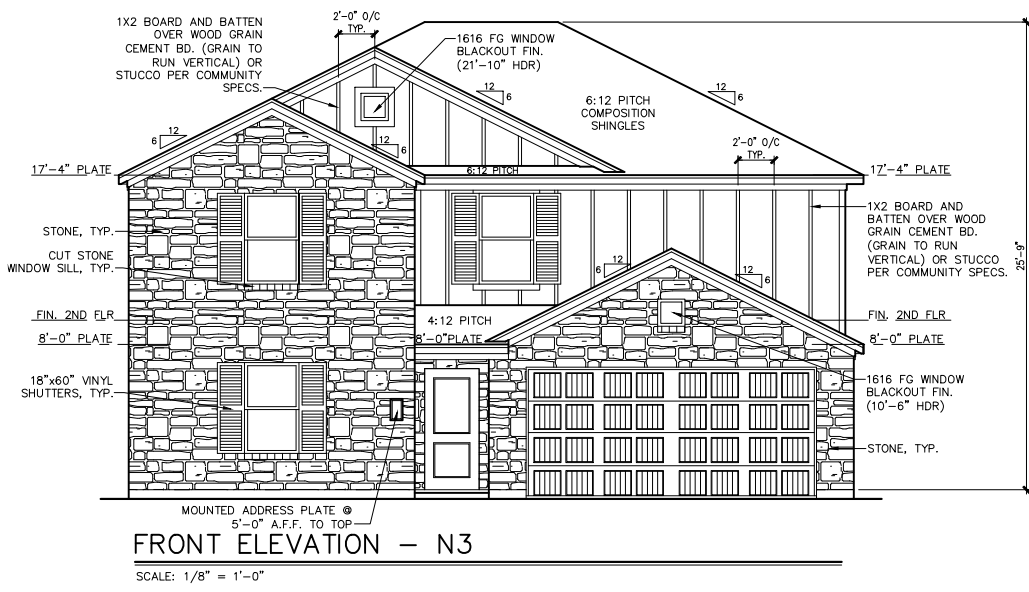 1X2 BOARD AND BATTEN
OVER WOOD GRAIN
CEMENT BD. (GRAIN TO
RUN VERTICAL) OR
STUCCO PER COMMUNITY
SPECS.
2'-0" O/C
TYP.
1616 FG WINDOW
BLACKOUT FIN.
(21'-10" HDR)
12
6
12
6
6:12 PITCH
COMPOSITION
SHINGLES
12
6
12
6
2'-0" O/C
TYP.
17'-4" PLATE
6:12 PITCH
17'-4" PLATE
1X2 BOARD AND
BATTEN OVER WOOD
GRAIN CEMENT BD.
(GRAIN TO RUN
VERTICAL) OR STUCCO
PER COMMUNITY SPECS.
25'-9"
STONE, TYP.
CUT STONE
WINDOW SILL, TYP.
12
6
12
6
FIN. 2ND FLR
4:12 PITCH
FIN. 2ND FLR
8'-0" PLATE
8'-0"PLATE
8'-0" PLATE
18"x60" VINYL
SHUTTERS, TYP.
1616 FG WINDOW
BLACKOUT FIN.
(10'-6" HDR)
STONE, TYP.
MOUNTED ADDRESS PLATE @
5'-0" A.F.F. TO TOP
FRONT ELEVATION – N3
SCALE: 1/8" = 1'-0"